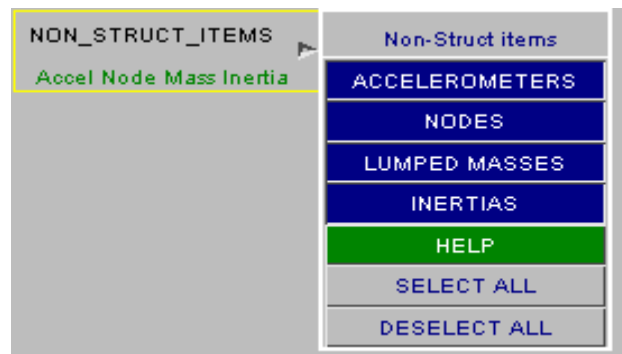 NON_STRUCT_ITEMS
Accel Node Mass Inertia
Non-Struct items
ACCELEROMETERS
NODES
LUMPED MASSES
INERTIAS
HELP
SELECT ALL
DESELECT ALL